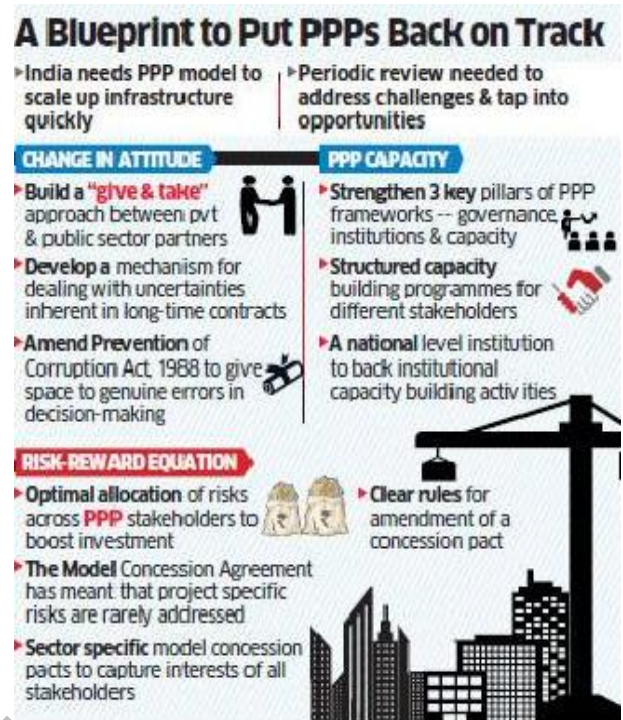 A Blueprint to Put PPPs Back on Track
India needs PPP model to
scale up infrastructure
quickly
Periodic review needed to
address challenges & tap into
opportunities
CHANGE IN ATTITUDE
Build a "give & take"
approach between pvt
& public sector partners
Develop a mechanism for
dealing with uncertainties
inherent in long-time contracts
Amend Prevention of
Corruption Act, 1988 to give
space to genuine errors in
decision-making
PPP CAPACITY
Strengthen 3 key pillars of PPP
frameworks -- governance,
institutions & capacity
Structured capacity
building programmes for
different stakeholders
A national level institution
to back institutional
capacity building activities
RISK-REWARD EQUATION
Optimal allocation of risks
across PPP stakeholders to
boost investment
The Model Concession Agreement
has meant that project specific
risks are rarely addressed
Sector specific model concession
pacts to capture interests of all
stakeholders
Clear rules for
amendment of a
concession pact